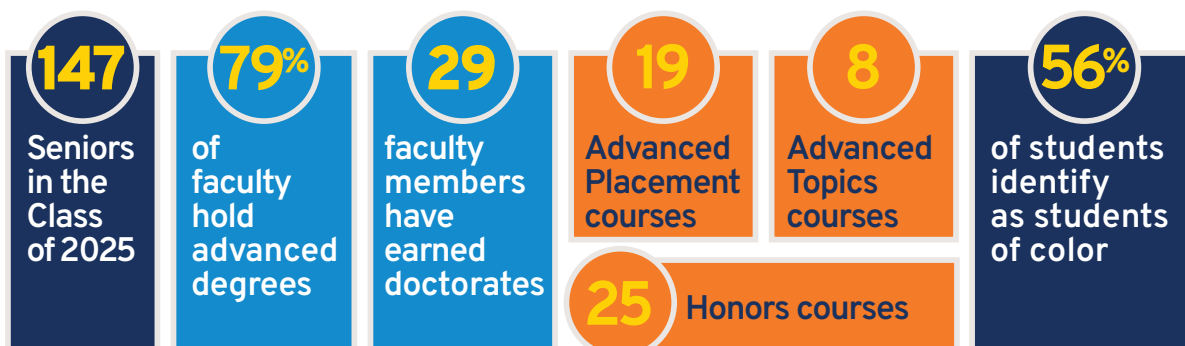 147
Seniors
in the
Class
of 2025
79%
of
faculty
hold
advanced
degrees
29
faculty
members
have
earned
doctorates
19
Advanced
Placement
courses
8
Advanced
Topics
courses
25
Honors courses
56%
of students
identify
as students
of color